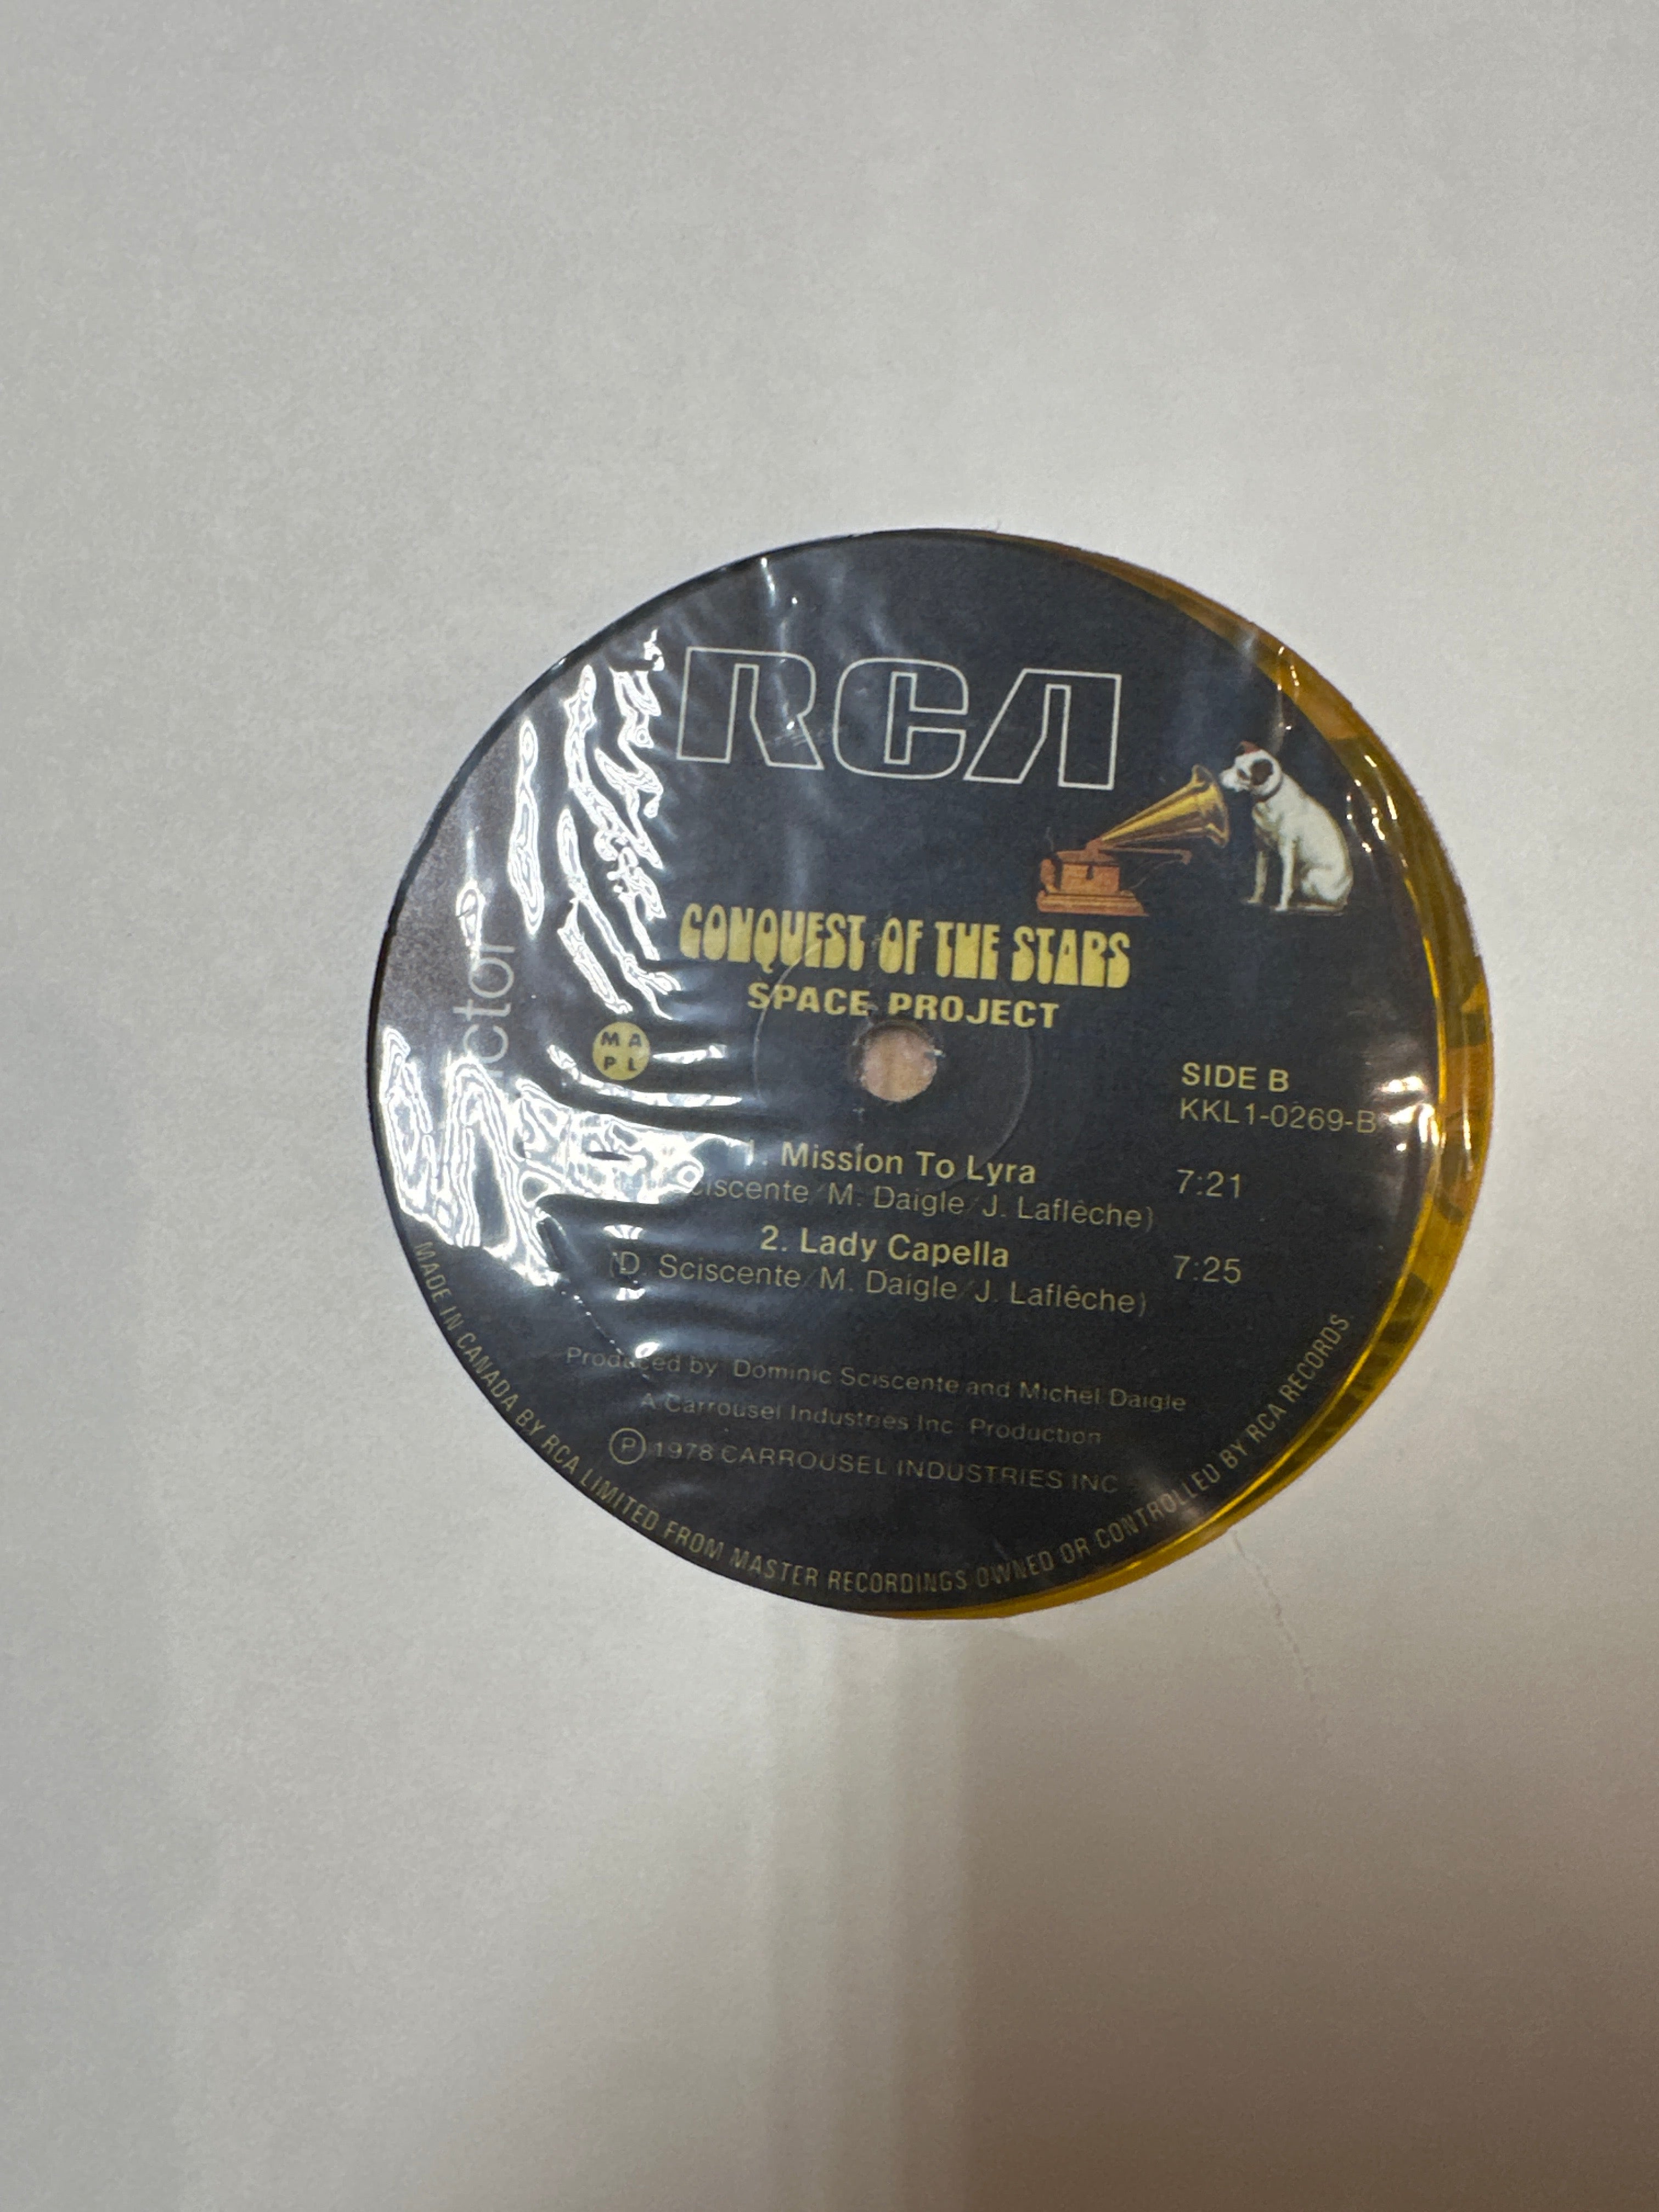 RCA
CONQUEST OF THE STARS
SPACE PROJECT
M A
P L
SIDE B
KKL1-0269-B
1. Mission To Lyra 7:21
M. Daigle/J. Laflêche)
2. Lady Capella 7:25
(D. Sciscente/M. Daigle/J. Laflêche)
Produced by Dominic Sciscente and Michel Daigle
A Carrousel Industries Inc Production
Ⓟ 1978 CARROUSEL INDUSTRIES INC
MADE IN CANADA BY RCA LIMITED FROM MASTER RECORDINGS OWNED OR CONTROLLED BY RCA RECORDS.